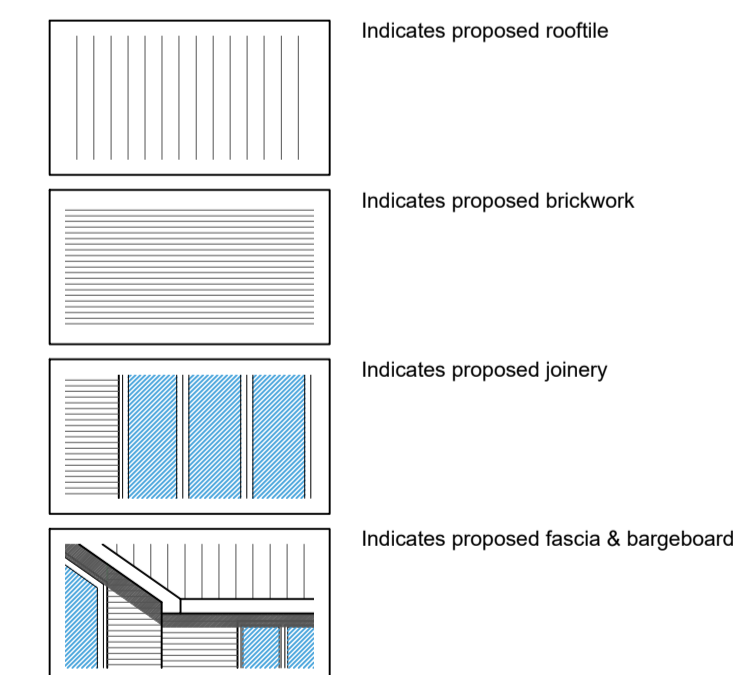 Indicates proposed rooftile
Indicates proposed brickwork
Indicates proposed joinery
Indicates proposed fascia & bargeboard